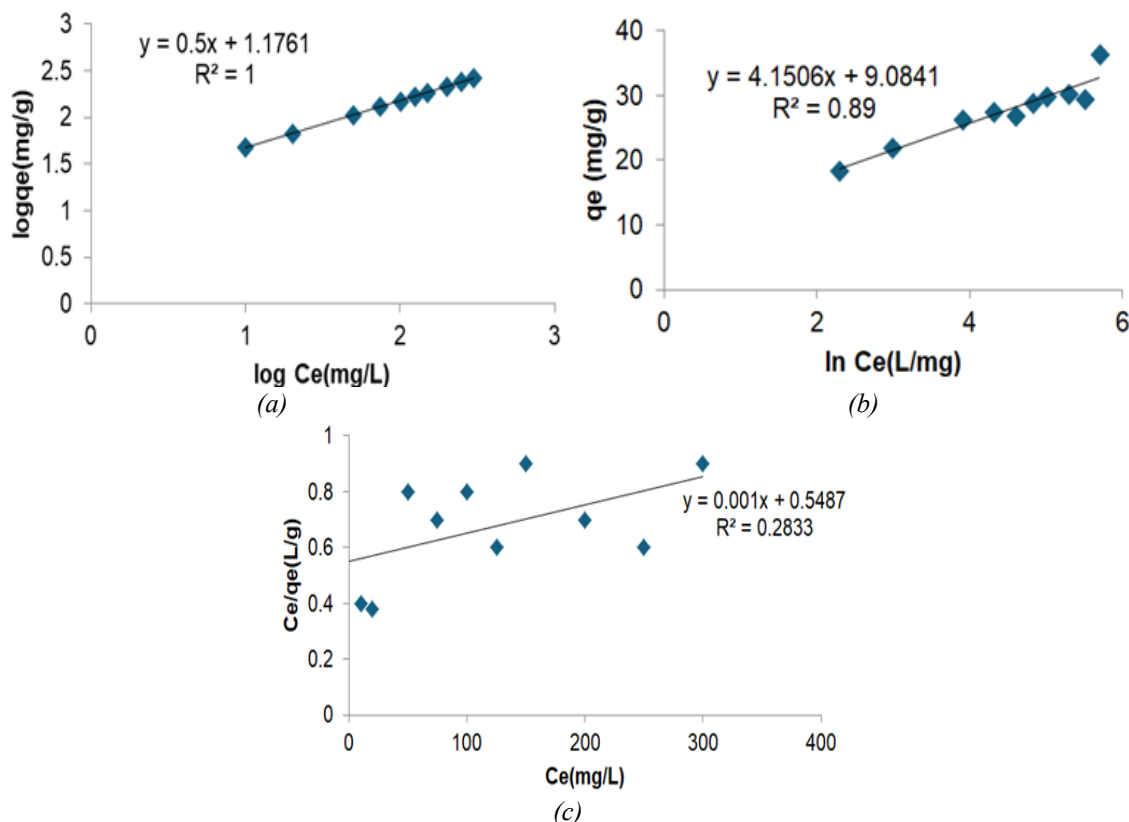 y = 0.5x + 1.1761
R² = 1
logqe(mg/g)
3
2.5
2
1.5
1
0.5
0
0
1
2
3
log Ce(mg/L)
(a)
y = 4.1506x + 9.0841
R² = 0.89
qe (mg/g)
40
30
20
10
0
0
2
4
6
ln Ce(L/mg)
(b)
Ce/qe(L/g)
1
0.8
0.6
0.4
0.2
0
y = 0.001x + 0.5487
R² = 0.2833
0
100
200
300
400
Ce(mg/L)
(c)